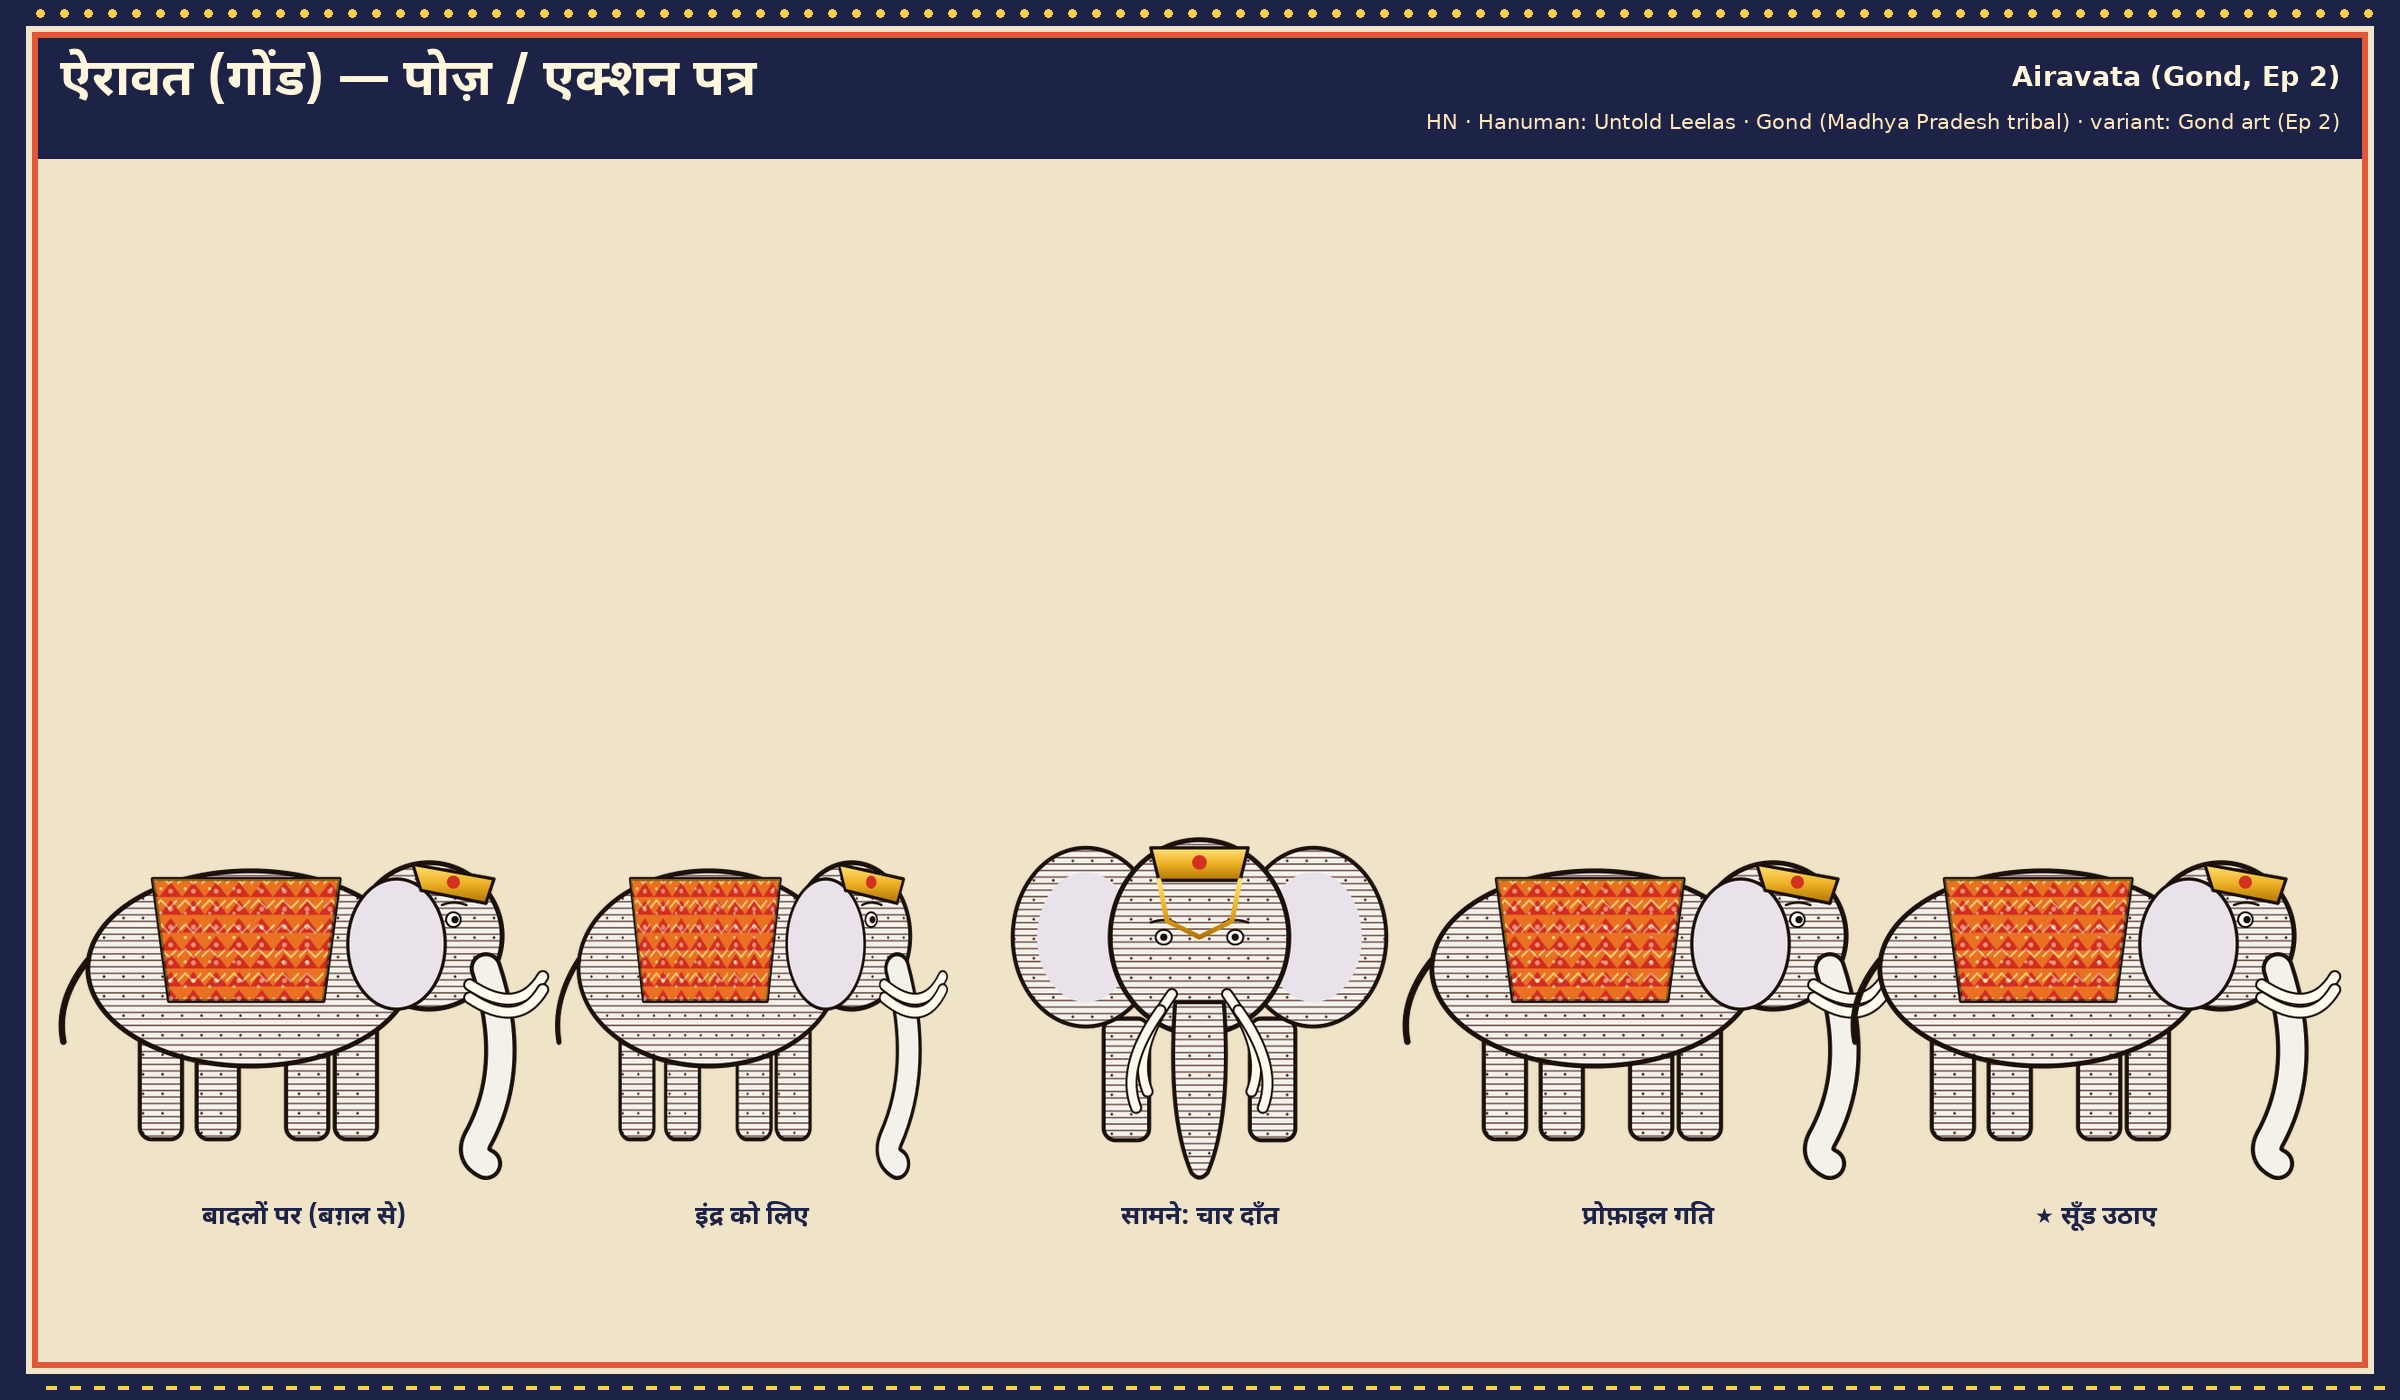 ऐरावत (गोंड) — पोज़ / एक्शन पत्र
Airavata (Gond, Ep 2)
HN · Hanuman: Untold Leelas · Gond (Madhya Pradesh tribal) · variant: Gond art (Ep 2)
बादलों पर (बग़ल से)
इंद्र को लिए
सामने: चार दाँत
प्रोफ़ाइल गति
★ सूँड उठाए